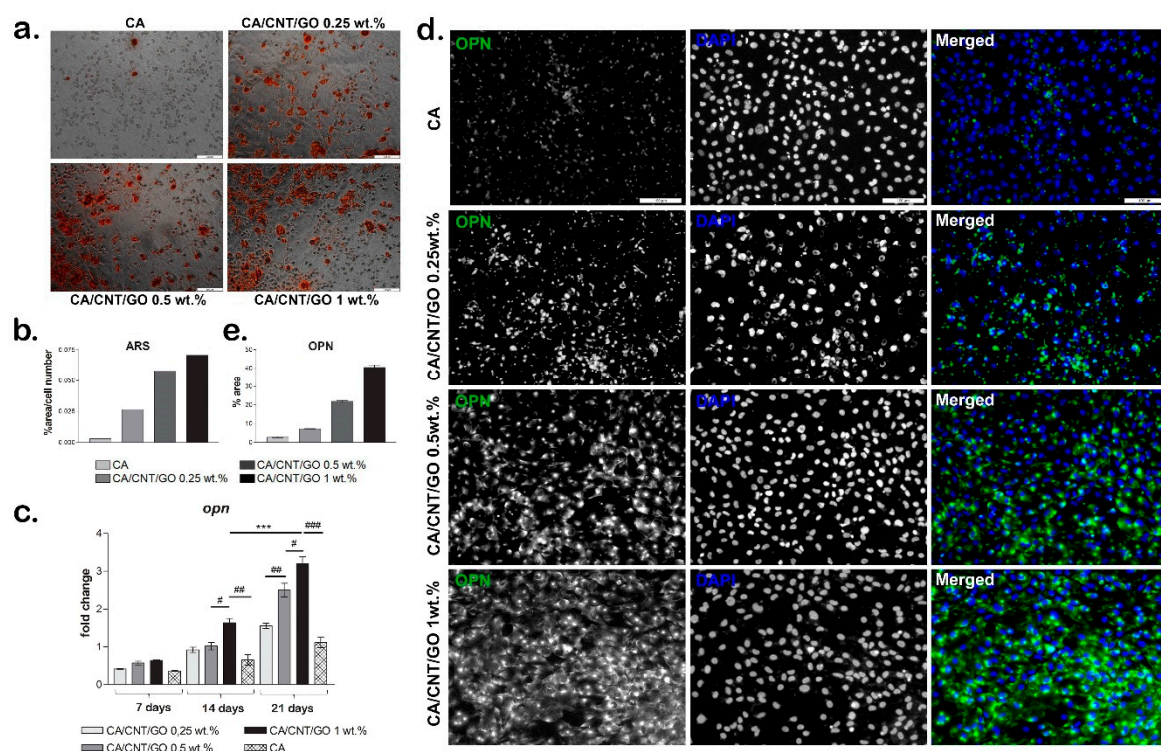 a.
CA
CA/CNT/GO 0.25 wt.%
CA/CNT/GO 0.5 wt.%
CA/CNT/GO 1 wt.%
b.
ARS
%area/cell number
0.075
0.050
0.025
0.000
e.
OPN
% area
50
40
30
20
10
0
CA
CA/CNT/GO 0.5 wt.%
CA/CNT/GO 0.25 wt.%
CA/CNT/GO 1 wt.%
c.
opn
fold change
4
3
2
1
0
***
###
#
##
#
##
7 days
14 days
21 days
CA/CNT/GO 0,25 wt.%
CA/CNT/GO 1 wt.%
CA/CNT/GO 0.5 wt.%
CA
d.
CA
OPN
DAPI
Merged
CA/CNT/GO 0.25wt.%
OPN
DAPI
Merged
CA/CNT/GO 0.5wt.%
OPN
DAPI
Merged
CA/CNT/GO 1wt.%
OPN
DAPI
Merged